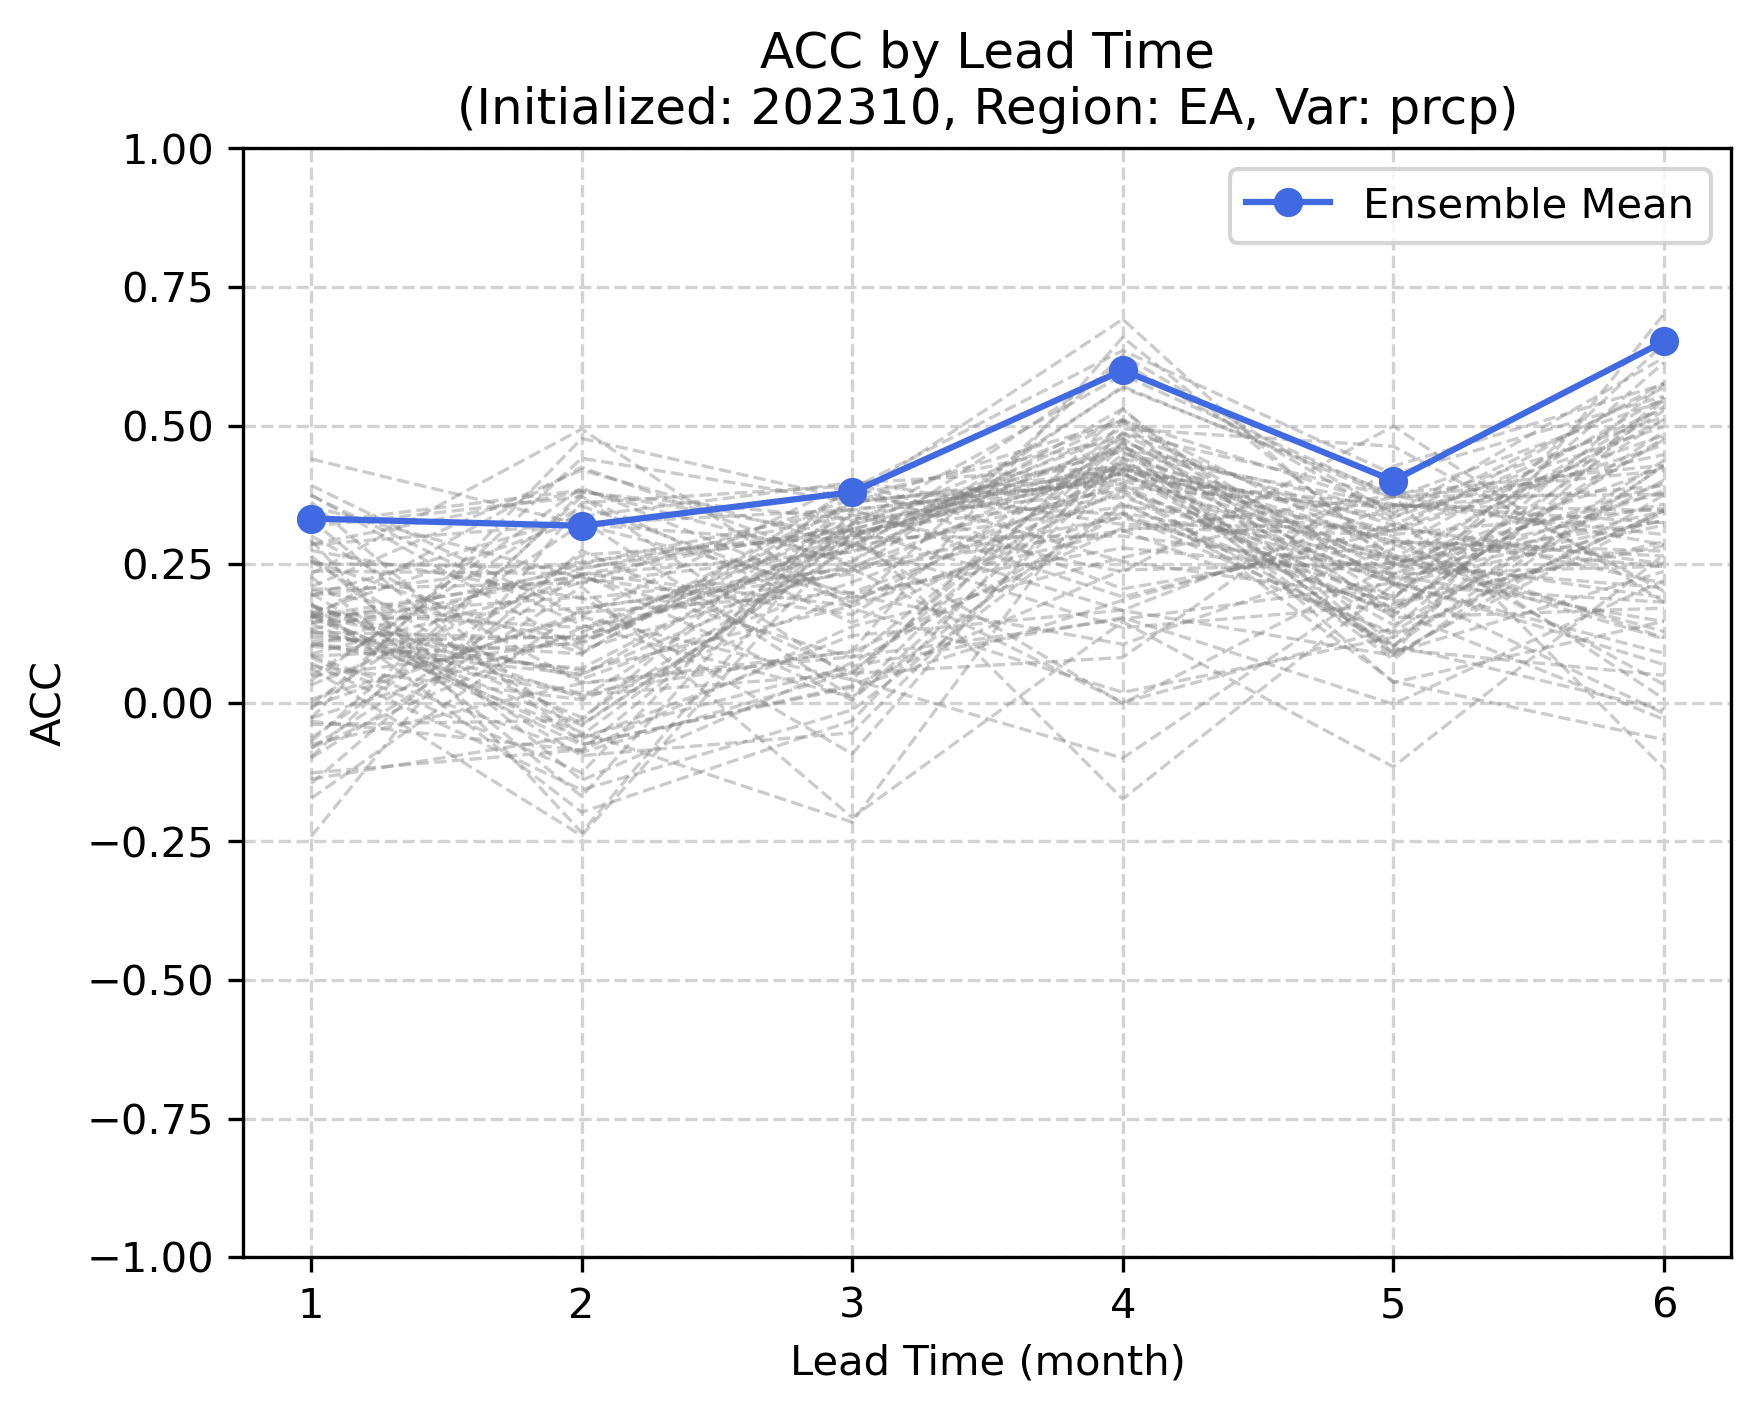 ACC by Lead Time
(Initialized: 202310, Region: EA, Var: prcp)
1.00
0.75
0.50
0.25
0.00
−0.25
−0.50
−0.75
−1.00
ACC
Ensemble Mean
1 2 3 4 5 6
Lead Time (month)